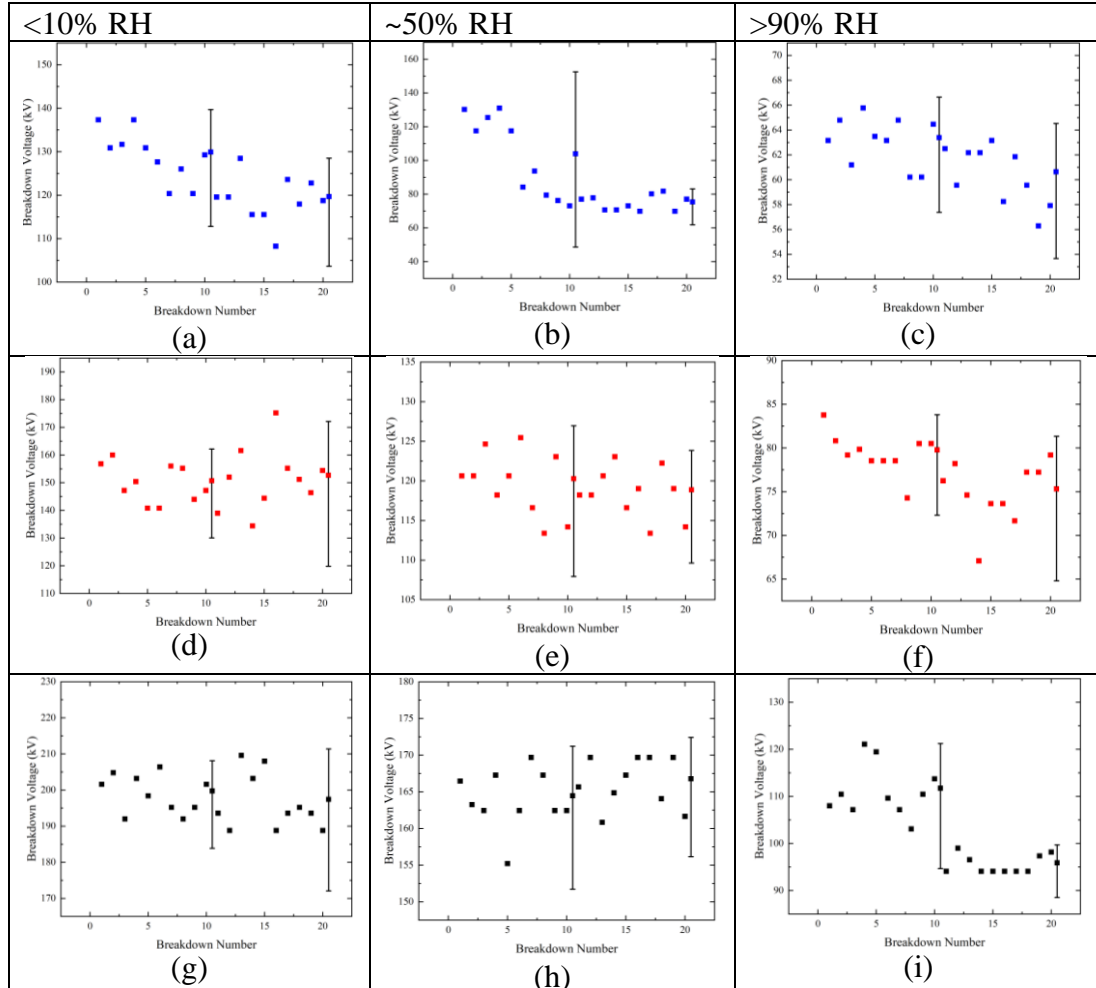 <10% RH
~50% RH
>90% RH
150
140
130
120
110
100
Breakdown Voltage (kV)
0 5 10 15 20
Breakdown Number
(a)
160
140
120
100
80
60
40
Breakdown Voltage (kV)
0 5 10 15 20
Breakdown Number
(b)
70
68
66
64
62
60
58
56
54
52
Breakdown Voltage (kV)
0 5 10 15 20
Breakdown Number
(c)
190
180
170
160
150
140
130
120
110
Breakdown Voltage (kV)
0 5 10 15 20
Breakdown Number
(d)
135
130
125
120
115
110
105
Breakdown Voltage (kV)
0 5 10 15 20
Breakdown Number
(e)
90
85
80
75
70
65
Breakdown Voltage (kV)
0 5 10 15 20
Breakdown Number
(f)
230
220
210
200
190
180
170
Breakdown Voltage (kV)
0 5 10 15 20
Breakdown Number
(g)
180
175
170
165
160
155
150
Breakdown Voltage (kV)
0 5 10 15 20
Breakdown Number
(h)
130
120
110
100
90
Breakdown Voltage (kV)
0 5 10 15 20
Breakdown Number
(i)